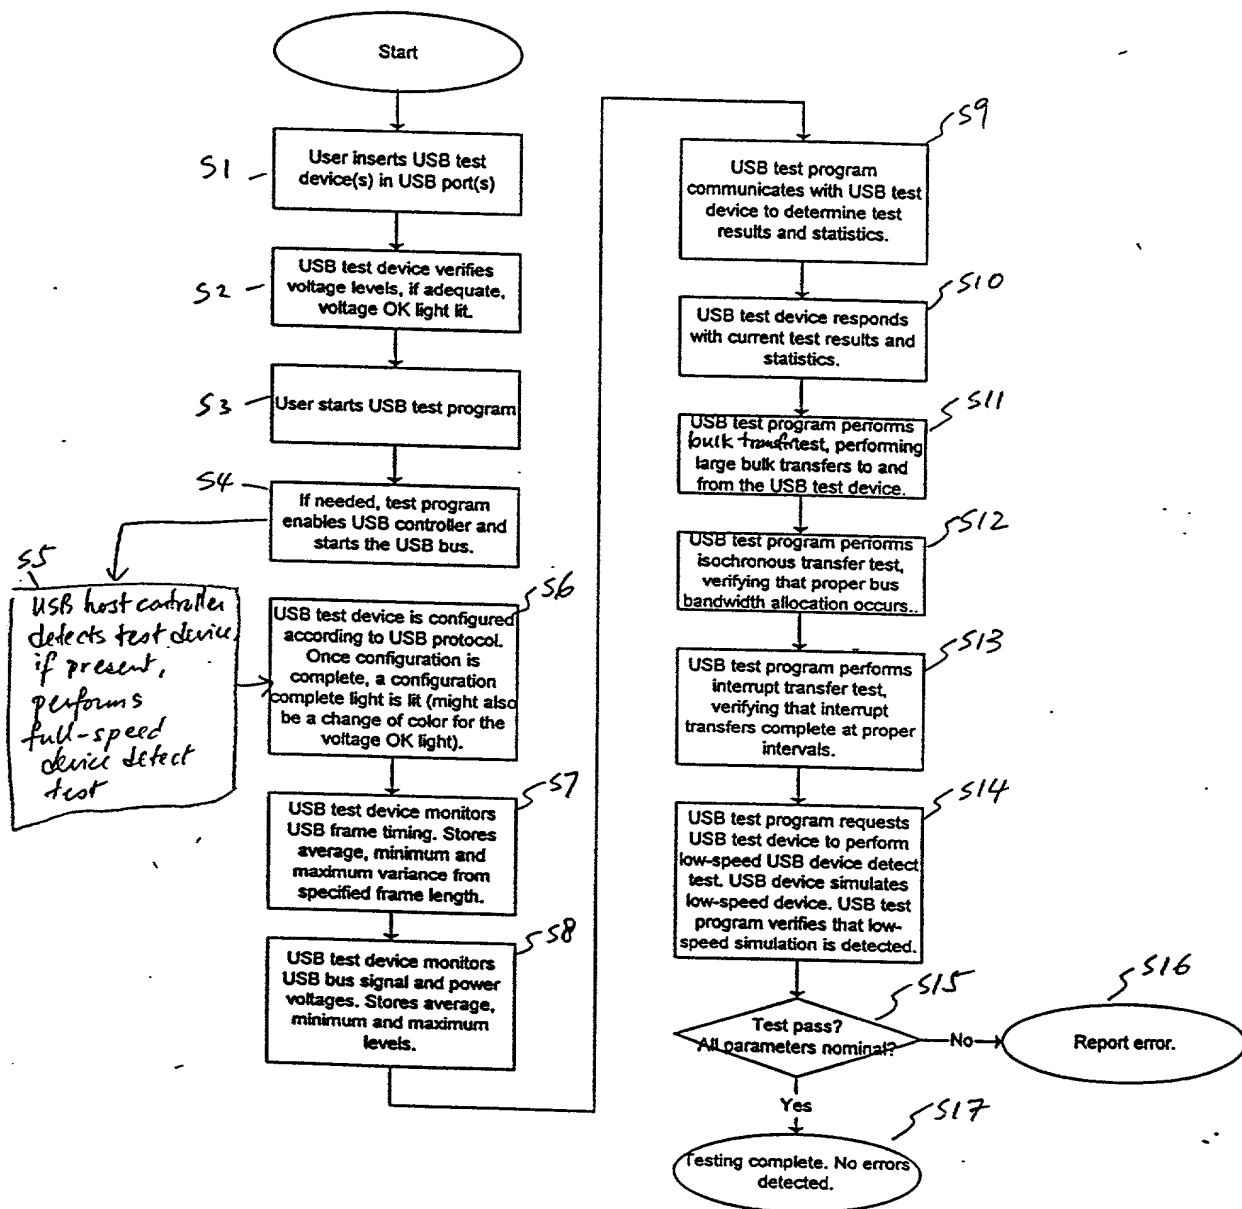 Start
S1
User inserts USB test
device(s) in USB port(s)
S2
USB test device verifies
voltage levels, if adequate,
voltage OK light lit.
S3
User starts USB test program
S4
If needed, test program
enables USB controller and
starts the USB bus.
S5
USB host controller
detects test device,
if present,
performs
full-speed
device detect
test
S6
USB test device is configured
according to USB protocol.
Once configuration is
complete, a configuration
complete light is lit (might also
be a change of color for the
voltage OK light).
S7
USB test device monitors
USB frame timing. Stores
average, minimum and
maximum variance from
specified frame length.
S8
USB test device monitors
USB bus signal and power
voltages. Stores average,
minimum and maximum
levels.
S9
USB test program
communicates with USB test
device to determine test
results and statistics.
S10
USB test device responds
with current test results and
statistics.
S11
USB test program performs
bulk transfer test, performing
large bulk transfers to and
from the USB test device.
S12
USB test program performs
isochronous transfer test,
verifying that proper bus
bandwidth allocation occurs..
S13
USB test program performs
interrupt transfer test,
verifying that interrupt
transfers complete at proper
intervals.
S14
USB test program requests
USB test device to perform
low-speed USB device detect
test. USB device simulates
low-speed device. USB test
program verifies that low-
speed simulation is detected.
S15
Test pass?
All parameters nominal?
No
S16
Report error.
Yes
S17
Testing complete. No errors
detected.